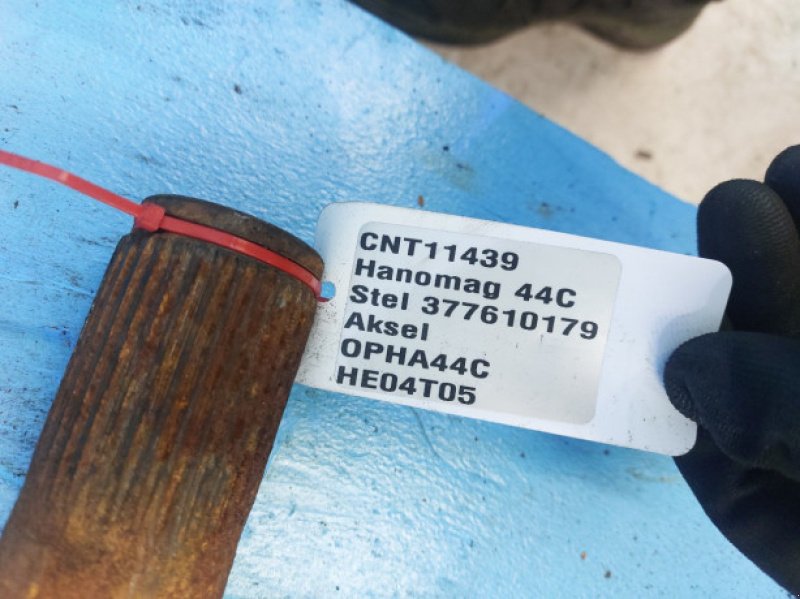 CNT11439
Hanomag 44C
Stel 377610179
Aksel
OPHA44C
HE04T05